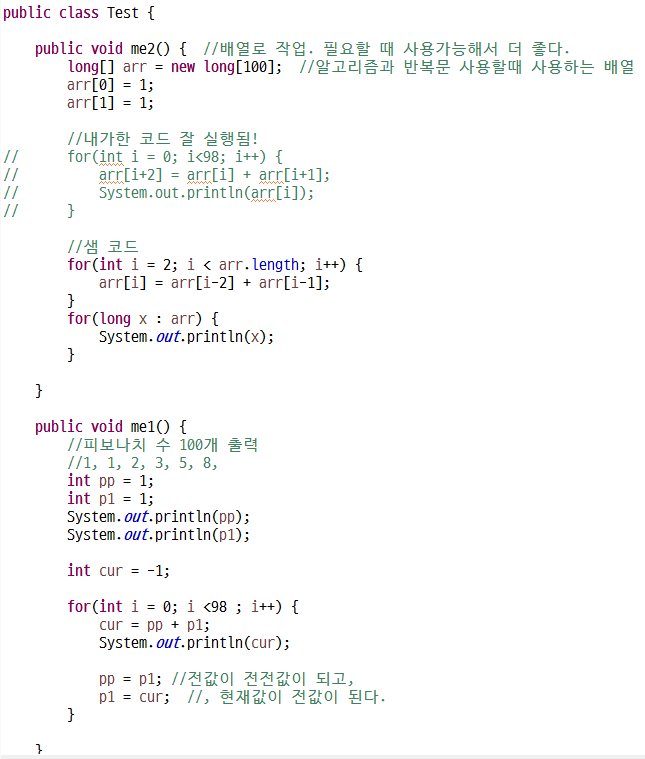 public class Test {
public void me2() { //배열로 작업. 필요할 때 사용가능해서 더 좋다.
long[] arr = new long[100]; //알고리즘과 반복문 사용할때 사용하는 배열
arr[0] = 1;
arr[1] = 1;
//내가한 코드 잘 실행됨!
// for(int i = 0; i<98; i++) {
// arr[i+2] = arr[i] + arr[i+1];
// System.out.println(arr[i]);
// }
//샘 코드
for(int i = 2; i < arr.length; i++) {
arr[i] = arr[i-2] + arr[i-1];
}
for(long x : arr) {
System.out.println(x);
}
}
public void me1() {
//피보나치 수 100개 출력
//1, 1, 2, 3, 5, 8,
int pp = 1;
int p1 = 1;
System.out.println(pp);
System.out.println(p1);
int cur = -1;
for(int i = 0; i <98 ; i++) {
cur = pp + p1;
System.out.println(cur);
pp = p1; //전값이 전전값이 되고,
p1 = cur; //, 현재값이 전값이 된다.
}
}